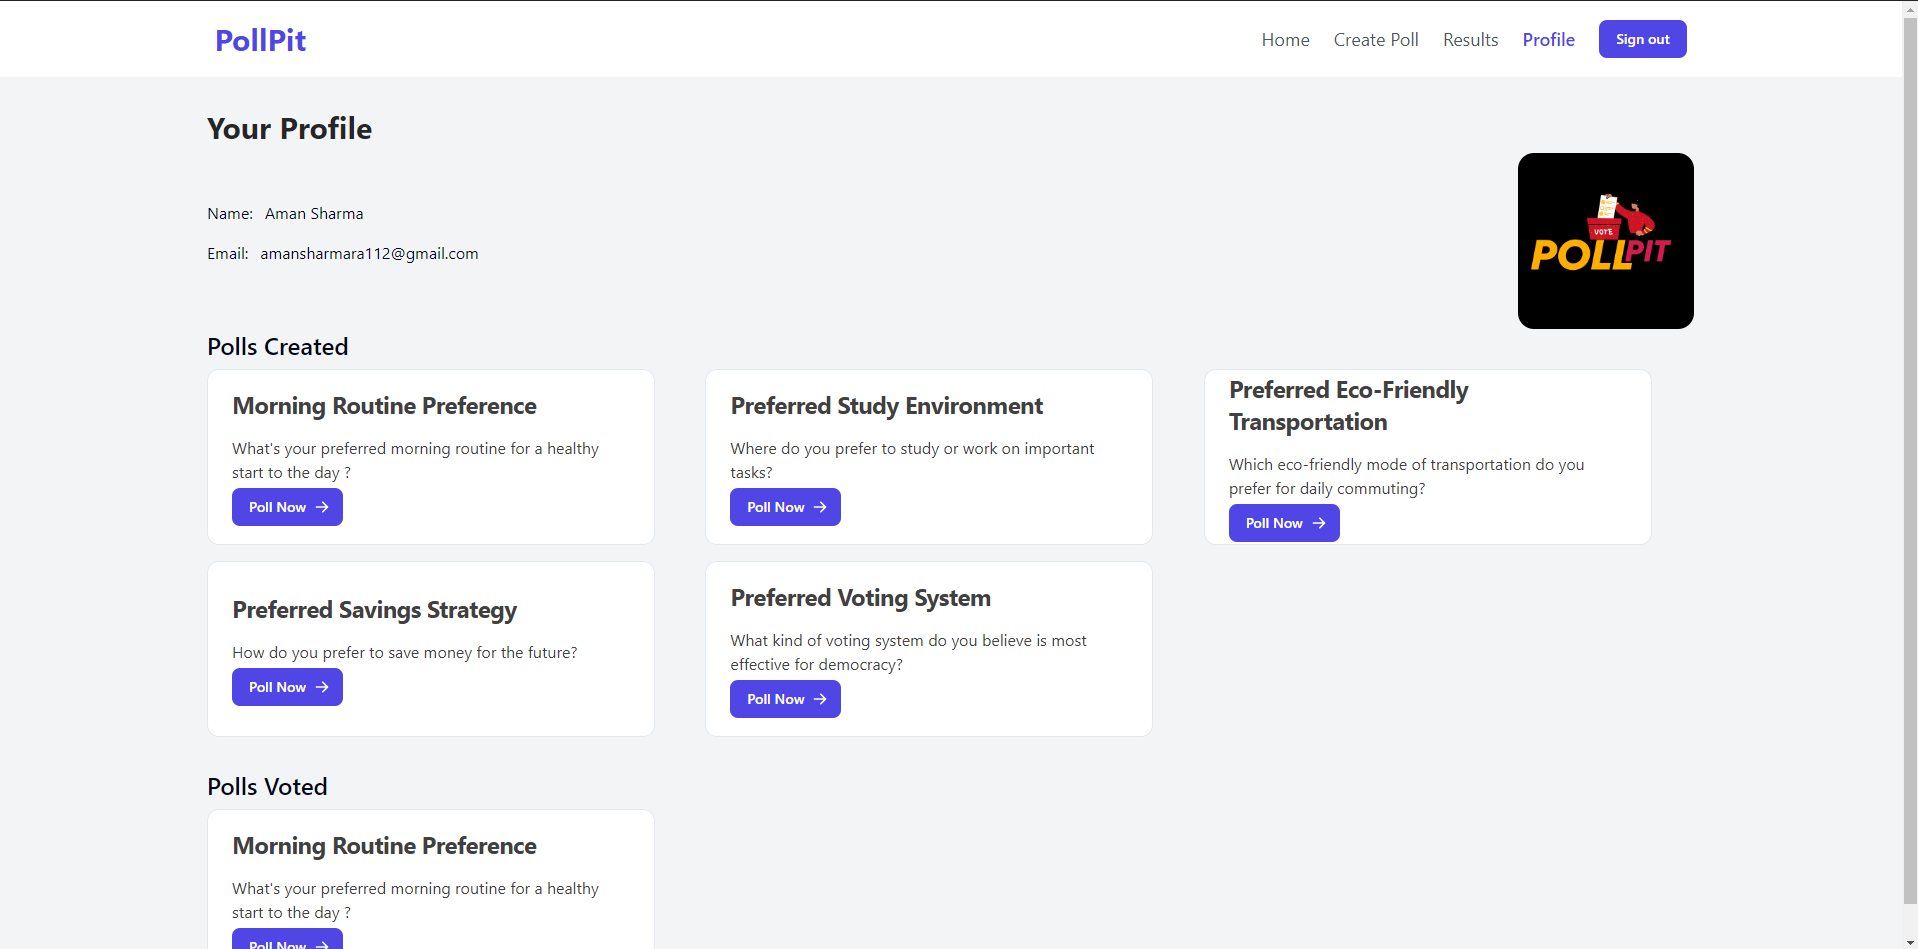 PollPit
Home Create Poll Results Profile Sign out
Your Profile
Name: Aman Sharma
Email: amansharmara112@gmail.com
VOTE
POLLPIT
Polls Created
Morning Routine Preference
What's your preferred morning routine for a healthy
start to the day ?
Poll Now →
Preferred Study Environment
Where do you prefer to study or work on important
tasks?
Poll Now →
Preferred Eco-Friendly
Transportation
Which eco-friendly mode of transportation do you
prefer for daily commuting?
Poll Now →
Preferred Savings Strategy
How do you prefer to save money for the future?
Poll Now →
Preferred Voting System
What kind of voting system do you believe is most
effective for democracy?
Poll Now →
Polls Voted
Morning Routine Preference
What's your preferred morning routine for a healthy
start to the day ?
Poll Now →